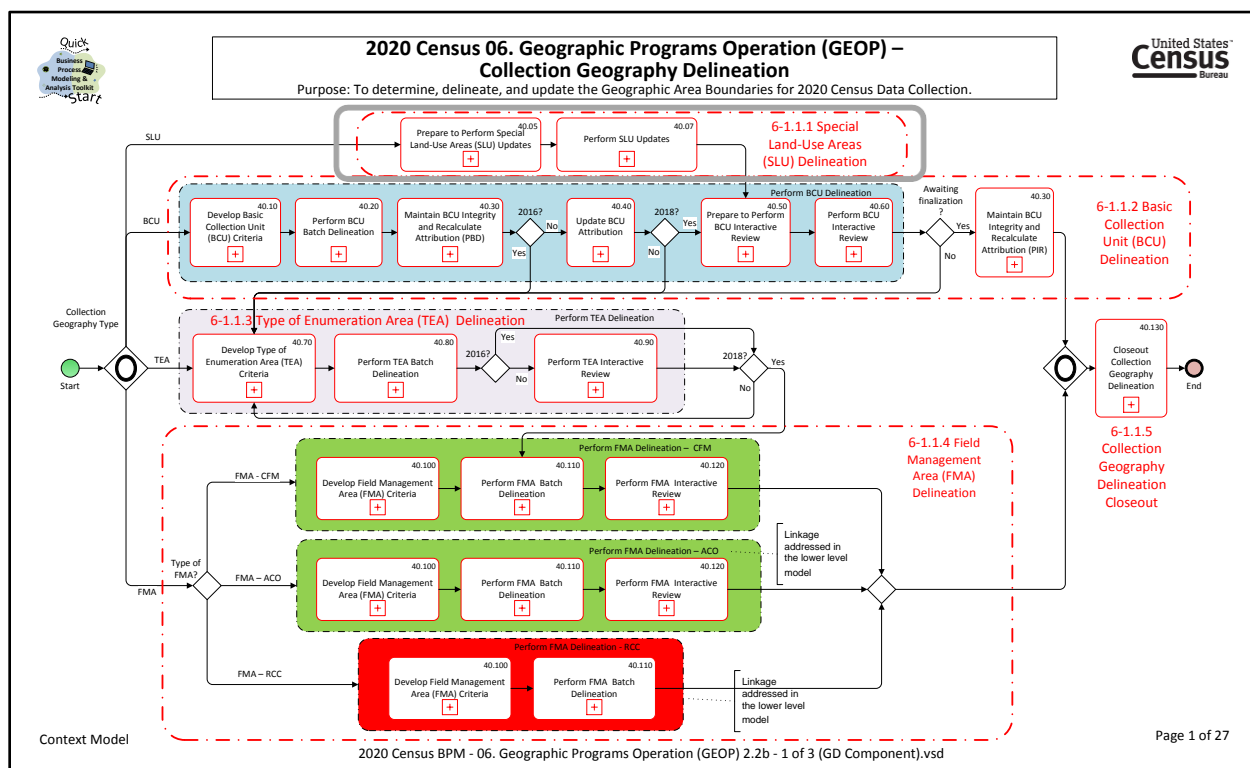 Quick
Business
Process
Modeling &
Analysis Toolkit
Start
2020 Census 06. Geographic Programs Operation (GEOP) –
Collection Geography Delineation
Purpose: To determine, delineate, and update the Geographic Area Boundaries for 2020 Census Data Collection.
United States
Census
Bureau
SLU
40.05
Prepare to Perform Special
Land-Use Areas (SLU) Updates
40.07
Perform SLU Updates
6-1.1.1 Special
Land-Use Areas
(SLU) Delineation
Perform BCU Delineation
BCU
40.10
Develop Basic
Collection Unit
(BCU) Criteria
40.20
Perform BCU
Batch Delineation
40.30
Maintain BCU Integrity
and Recalculate
Attribution (PBD)
2016?
No
Yes
40.40
Update BCU
Attribution
2018?
Yes
No
40.50
Prepare to Perform
BCU Interactive
Review
40.60
Perform BCU
Interactive
Review
Awaiting
finalization
?
Yes
No
40.30
Maintain BCU
Integrity and
Recalculate
Attribution (PIR)
6-1.1.2 Basic
Collection
Unit (BCU)
Delineation
Collection
Geography Type
Start
TEA
6-1.1.3 Type of Enumeration Area (TEA) Delineation
Perform TEA Delineation
40.70
Develop Type of
Enumeration Area (TEA)
Criteria
40.80
Perform TEA Batch
Delineation
2016?
Yes
No
40.90
Perform TEA Interactive
Review
2018?
Yes
No
40.130
Closeout
Collection
Geography
Delineation
End
6-1.1.5
Collection
Geography
Delineation
Closeout
6-1.1.4 Field
Management
Area (FMA)
Delineation
FMA
Type of
FMA?
FMA - CFM
Perform FMA Delineation – CFM
40.100
Develop Field Management
Area (FMA) Criteria
40.110
Perform FMA Batch
Delineation
40.120
Perform FMA Interactive
Review
FMA – ACO
Perform FMA Delineation – ACO
40.100
Develop Field Management
Area (FMA) Criteria
40.110
Perform FMA Batch
Delineation
40.120
Perform FMA Interactive
Review
Linkage
addressed in
the lower level
model
FMA – RCC
Perform FMA Delineation - RCC
40.100
Develop Field Management
Area (FMA) Criteria
40.110
Perform FMA Batch
Delineation
Linkage
addressed in
the lower level
model
Context Model
2020 Census BPM - 06. Geographic Programs Operation (GEOP) 2.2b - 1 of 3 (GD Component).vsd
Page 1 of 27